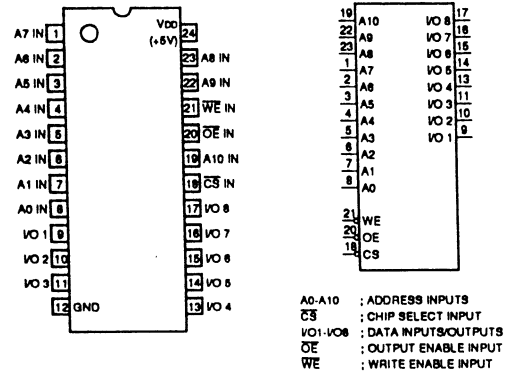 VDD
(+5V)
A7 IN 1
24
A6 IN 2
23 A8 IN
A5 IN 3
22 A9 IN
A4 IN 4
21 WE IN
A3 IN 5
20 OE IN
A2 IN 6
19 A10 IN
A1 IN 7
18 CS IN
A0 IN 8
17 I/O 8
I/O 1 9
16 I/O 7
I/O 2 10
15 I/O 6
I/O 3 11
14 I/O 5
12 GND
13 I/O 4
19 A10 I/O 8 17
22 A9 I/O 7 16
23 A8 I/O 6 15
1 A7 I/O 5 14
2 A6 I/O 4 13
3 A5 I/O 3 11
4 A4 I/O 2 10
5 A3 I/O 1 9
6 A2
7 A1
8 A0
21 WE
20 OE
18 CS
A0-A10 : ADDRESS INPUTS
CS : CHIP SELECT INPUT
I/O1-I/O8 : DATA INPUTS/OUTPUTS
OE : OUTPUT ENABLE INPUT
WE : WRITE ENABLE INPUT